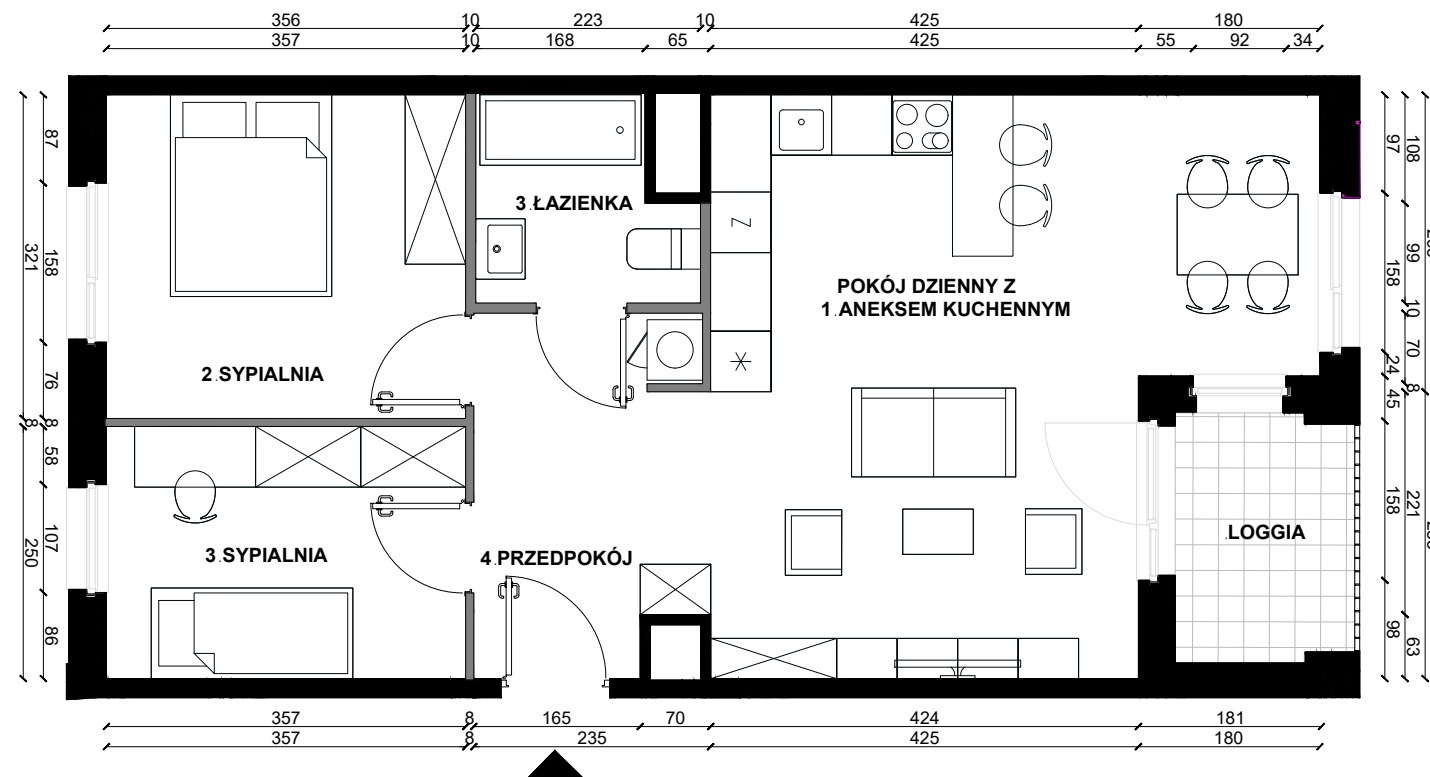 356 10 223 10 425 180
357 10 168 65 425 55 92 34
87
158
321
76
8 8
58
107
250
86
97 108
99
158
10
70
24 8
45
221
158
98 63
3.ŁAZIENKA
Z
POKÓJ DZIENNY Z
1.ANEKSEM KUCHENNYM
2.SYPIALNIA
3.SYPIALNIA
4.PRZEDPOKÓJ
.LOGGIA
357 8 165 70 424 181
357 8 235 425 180